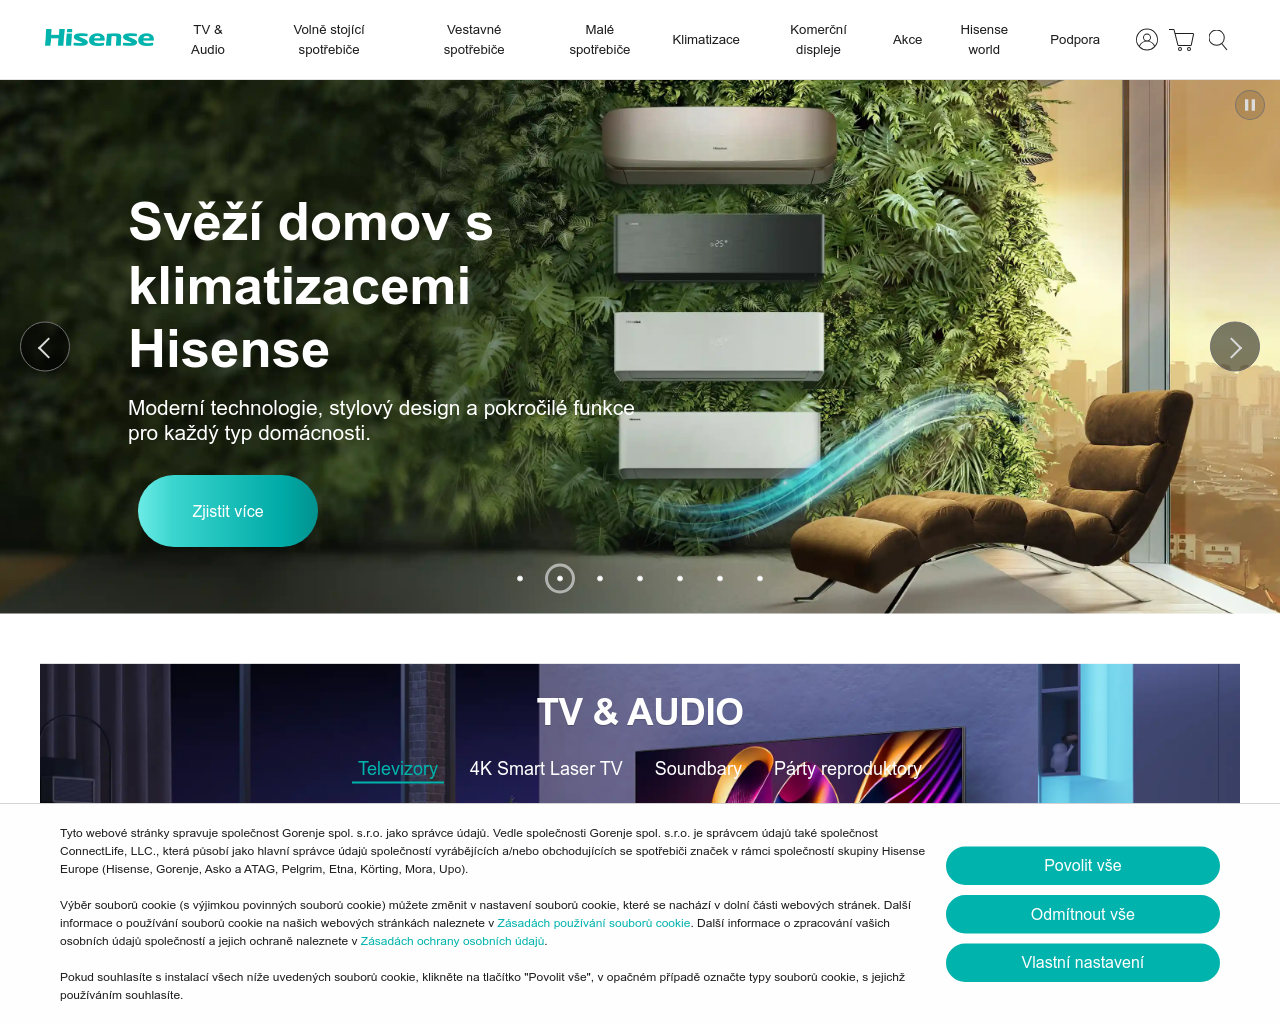 Hisense
TV &
Audio
Volně stojící
spotřebiče
Vestavné
spotřebiče
Malé
spotřebiče
Klimatizace
Komerční
displeje
Akce
Hisense
world
Podpora
Svěží domov s
klimatizacemi
Hisense
Moderní technologie, stylový design a pokročilé funkce
pro každý typ domácnosti.
Zjistit více
TV & AUDIO
Televizory
4K Smart Laser TV
Soundbary
Párty reproduktory
Tyto webové stránky spravuje společnost Gorenje spol. s.r.o. jako správce údajů. Vedle společnosti Gorenje spol. s.r.o. je správcem údajů také společnost
ConnectLife, LLC., která působí jako hlavní správce údajů společností vyrábějících a/nebo obchodujících se spotřebiči značek v rámci společností skupiny Hisense
Europe (Hisense, Gorenje, Asko a ATAG, Pelgrim, Etna, Körting, Mora, Upo).
Výběr souborů cookie (s výjimkou povinných souborů cookie) můžete změnit v nastavení souborů cookie, které se nachází v dolní části webových stránek. Další
informace o používání souborů cookie na našich webových stránkách naleznete v Zásadách používání souborů cookie. Další informace o zpracování vašich
osobních údajů společností a jejich ochraně naleznete v Zásadách ochrany osobních údajů.
Pokud souhlasíte s instalací všech níže uvedených souborů cookie, klikněte na tlačítko "Povolit vše", v opačném případě označte typy souborů cookie, s jejichž
používáním souhlasíte.
Povolit vše
Odmítnout vše
Vlastní nastavení